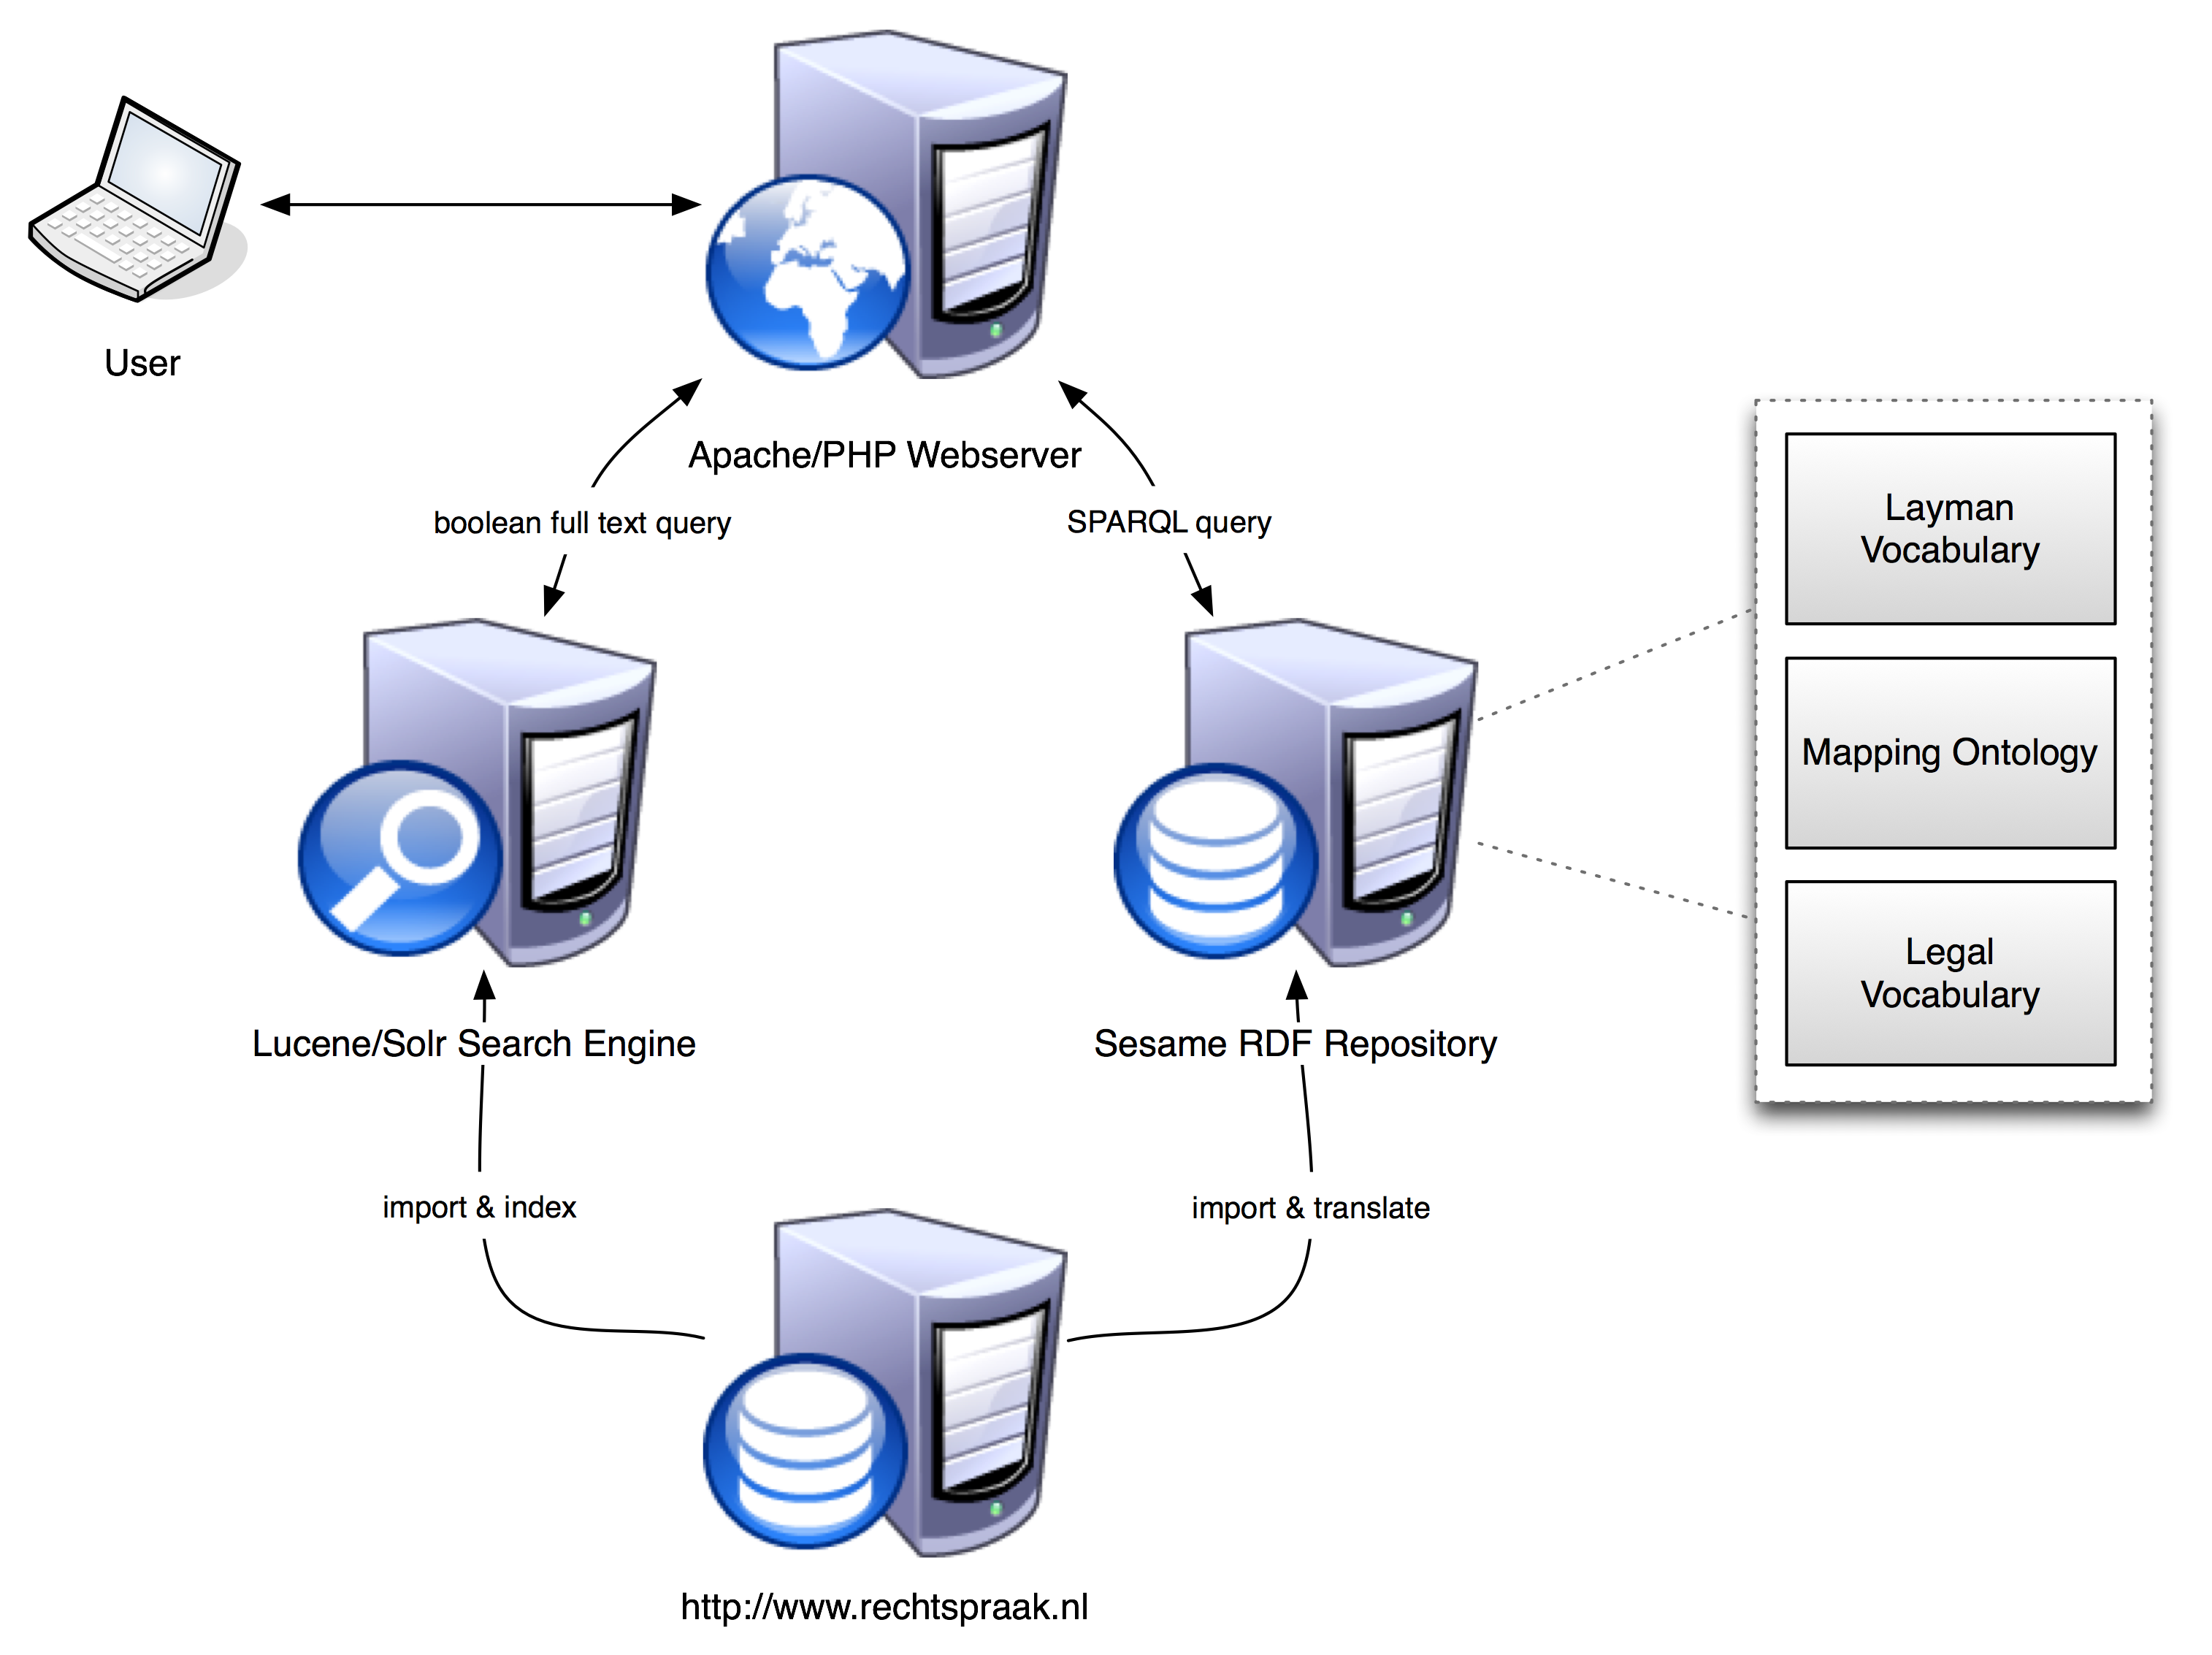 User
Apache/PHP Webserver
boolean full text query
SPARQL query
Layman
Vocabulary
Mapping Ontology
Legal
Vocabulary
Lucene/Solr Search Engine
Sesame RDF Repository
import & index
import & translate
http://www.rechtspraak.nl